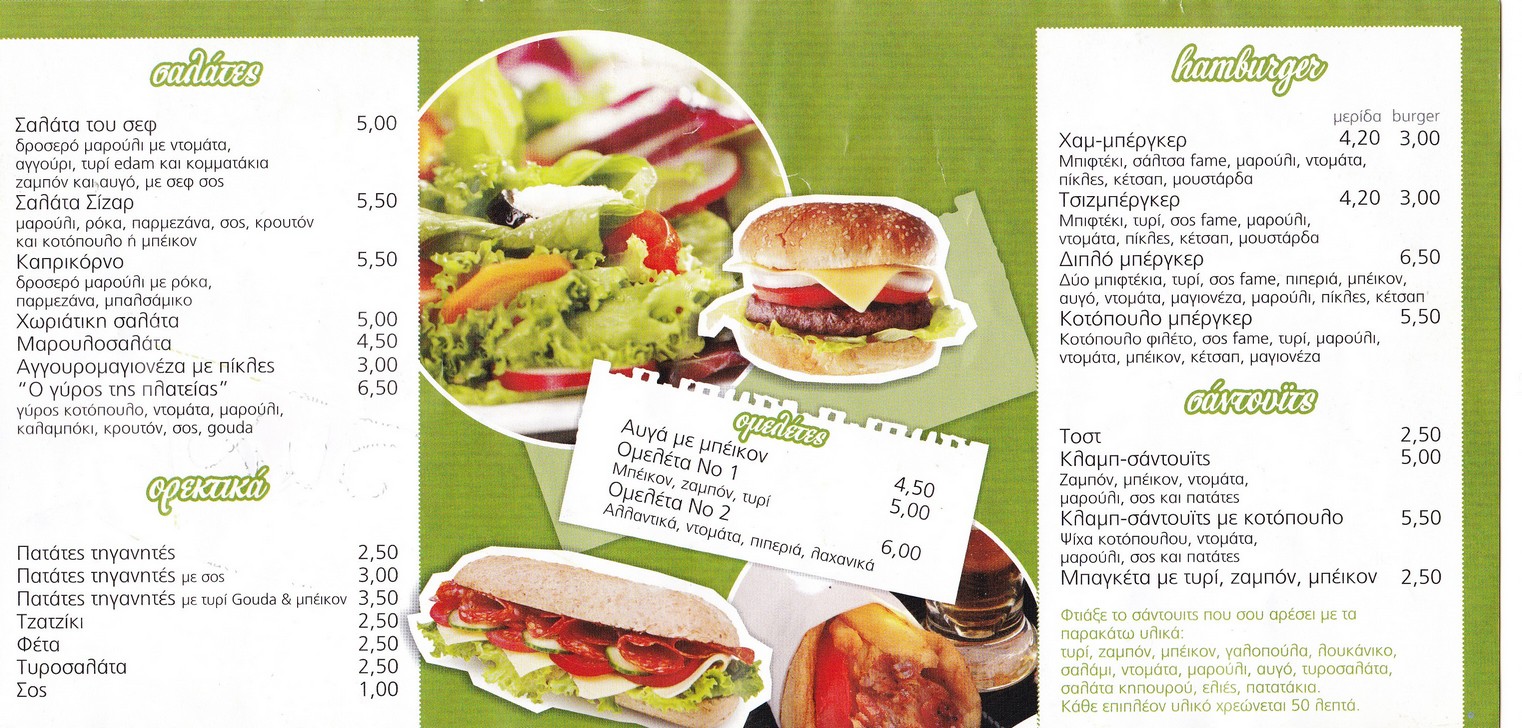 σαλάτες
Σαλάτα του σεφ 5,00
δροσερό μαρούλι με ντομάτα,
αγγούρι, τυρί edam και κομματάκια
ζαμπόν και αυγό, με σεφ σος
Σαλάτα Σίζαρ 5,50
μαρούλι, ρόκα, παρμεζάνα, σος, κρουτόν
και κοτόπουλο ή μπέικον
Καπρικόρνο 5,50
δροσερό μαρούλι με ρόκα,
παρμεζάνα, μπαλσάμικο
Χωριάτικη σαλάτα 5,00
Μαρουλοσαλάτα 4,50
Αγγουρομαγιονέζα με πίκλες 3,00
“Ο γύρος της πλατείας” 6,50
γύρος κοτόπουλο, ντομάτα, μαρούλι,
καλαμπόκι, κρουτόν, σος, gouda
ορεκτικά
Πατάτες τηγανητές 2,50
Πατάτες τηγανητές με σος 3,00
Πατάτες τηγανητές με τυρί Gouda & μπέικον 3,50
Τζατζίκι 2,50
Φέτα 2,50
Τυροσαλάτα 2,50
Σος 1,00
ομελέτες
Αυγά με μπέικον 4,50
Ομελέτα Νο 1 5,00
Μπέικον, ζαμπόν, τυρί
Ομελέτα Νο 2 6,00
Αλλαντικά, ντομάτα, πιπεριά, λαχανικά
hamburger
μερίδα burger
Χαμ-μπέργκερ 4,20 3,00
Μπιφτέκι, σάλτσα fame, μαρούλι, ντομάτα,
πίκλες, κέτσαπ, μουστάρδα
Τσιζμπέργκερ 4,20 3,00
Μπιφτέκι, τυρί, σος fame, μαρούλι,
ντομάτα, πίκλες, κέτσαπ, μουστάρδα
Διπλό μπέργκερ 6,50
Δύο μπιφτέκια, τυρί, σος fame, πιπεριά, μπέικον,
αυγό, ντομάτα, μαγιονέζα, μαρούλι, πίκλες, κέτσαπ
Κοτόπουλο μπέργκερ 5,50
Κοτόπουλο φιλέτο, σος fame, τυρί, μαρούλι,
ντομάτα, μπέικον, κέτσαπ, μαγιονέζα
σάντουϊτς
Τοστ 2,50
Κλαμπ-σάντουϊτς 5,00
Ζαμπόν, μπέικον, ντομάτα,
μαρούλι, σος και πατάτες
Κλαμπ-σάντουϊτς με κοτόπουλο 5,50
Ψίχα κοτόπουλου, ντομάτα,
μαρούλι, σος και πατάτες
Μπαγκέτα με τυρί, ζαμπόν, μπέικον 2,50
Φτιάξε το σάντουιτς που σου αρέσει με τα
παρακάτω υλικά:
τυρί, ζαμπόν, μπέικον, γαλοπούλα, λουκάνικο,
σαλάμι, ντομάτα, μαρούλι, αυγό, τυροσαλάτα,
σαλάτα κηπουρού, ελιές, πατατάκια.
Κάθε επιπλέον υλικό χρεώνεται 50 λεπτά.